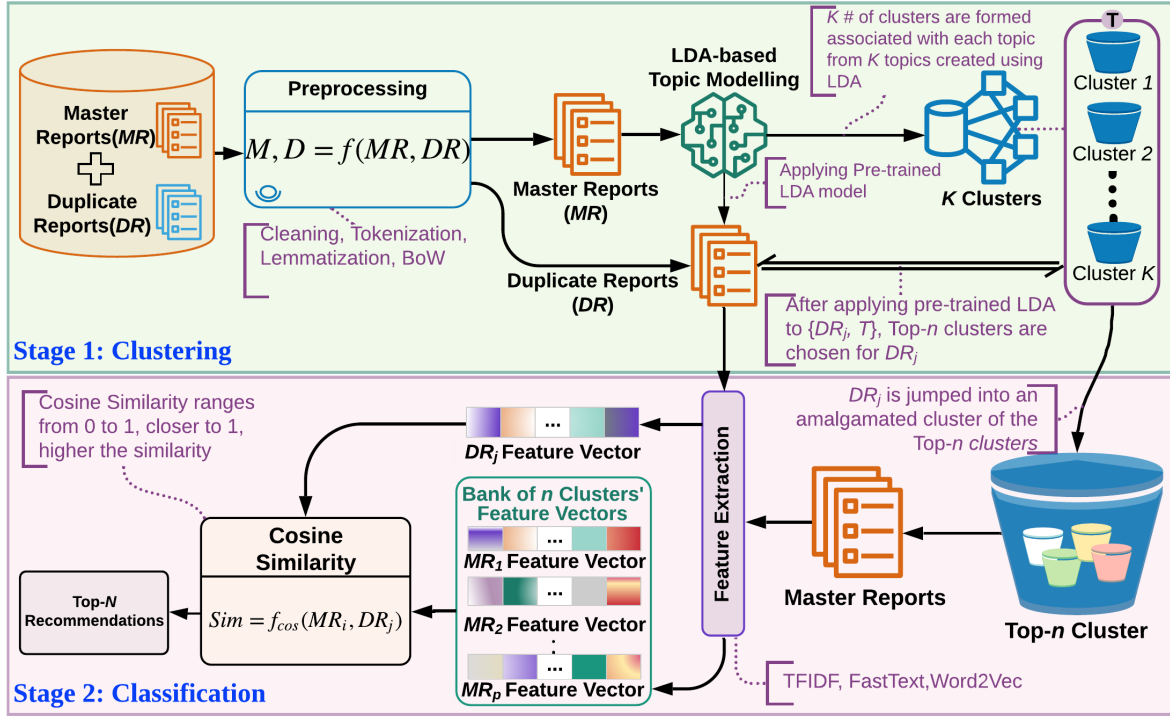 Master
Reports(MR)
Duplicate
Reports(DR)
Preprocessing
M, D = f(MR, DR)
Cleaning, Tokenization,
Lemmatization, BoW
Master Reports
(MR)
Duplicate Reports
(DR)
LDA-based
Topic Modelling
Applying Pre-trained
LDA model
K # of clusters are formed
associated with each topic
from K topics created using
LDA
K Clusters
T
Cluster 1
Cluster 2
Cluster K
After applying pre-trained LDA
to {DRj, T}, Top-n clusters are
chosen for DRj
Stage 1: Clustering
DRj is jumped into an
amalgamated cluster of the
Top-n clusters
Top-n Cluster
Master Reports
Feature Extraction
TFIDF, FastText,Word2Vec
...
DRj Feature Vector
Bank of n Clusters'
Feature Vectors
...
MR1 Feature Vector
...
MR2 Feature Vector
...
MRp Feature Vector
Cosine Similarity ranges
from 0 to 1, closer to 1,
higher the similarity
Cosine
Similarity
Sim = fcos(MRi, DRj)
Top-N
Recommendations
Stage 2: Classification